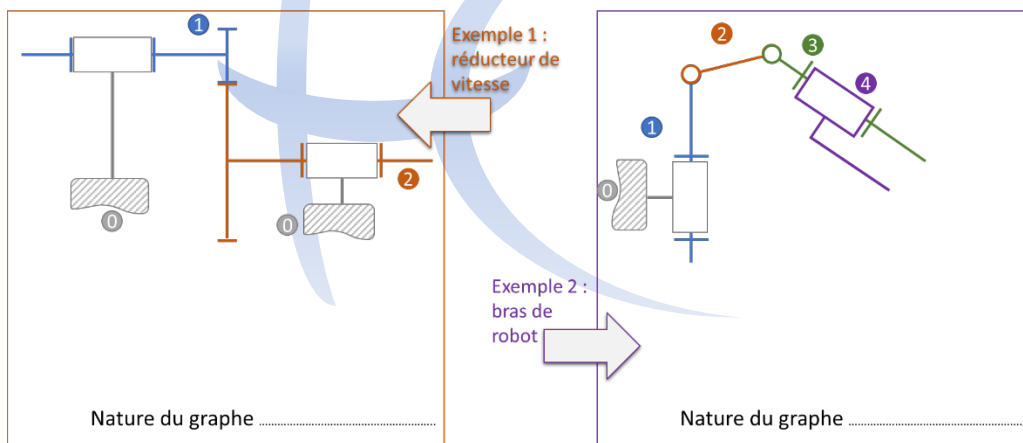 1
Exemple 1 :
réducteur de
vitesse
2
3
4
1
0
2
0
0
Exemple 2 :
bras de
robot
Nature du graphe ....................................................
Nature du graphe ....................................................